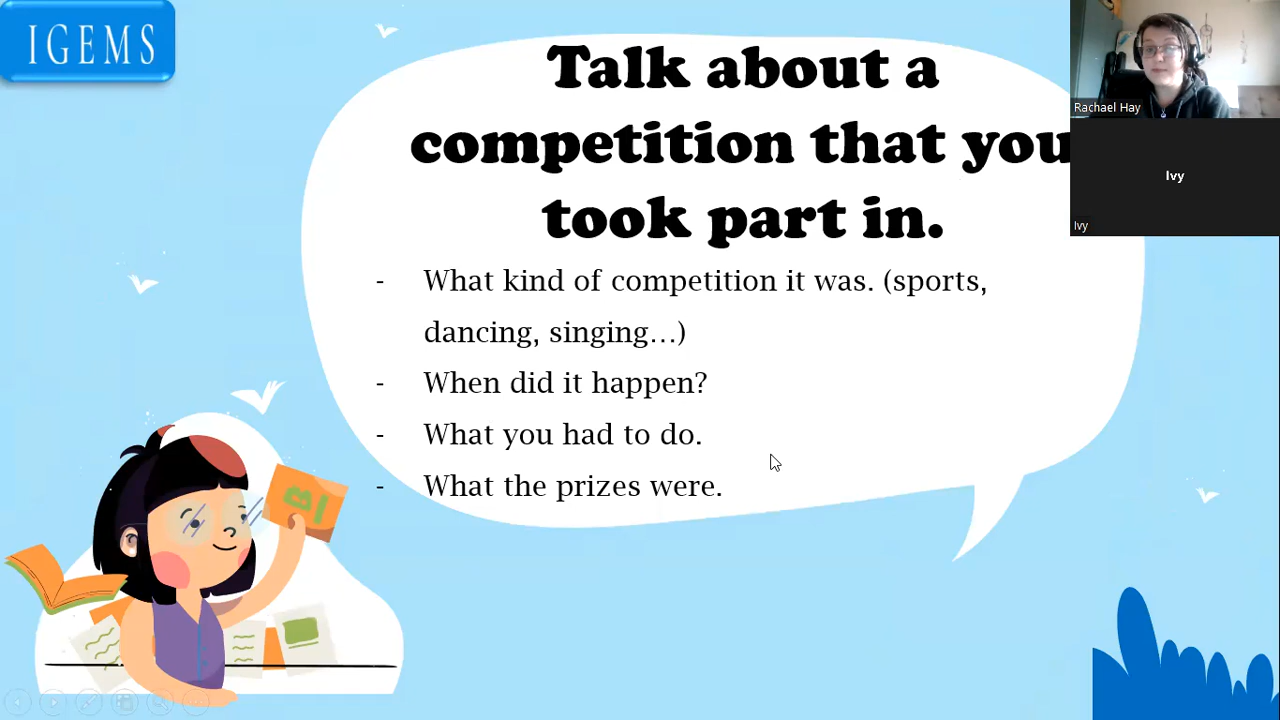 IGEMS
Talk about a
competition that you
took part in.
- What kind of competition it was. (sports,
dancing, singing…)
- When did it happen?
- What you had to do.
- What the prizes were.
Rachael Hay
Ivy
Ivy